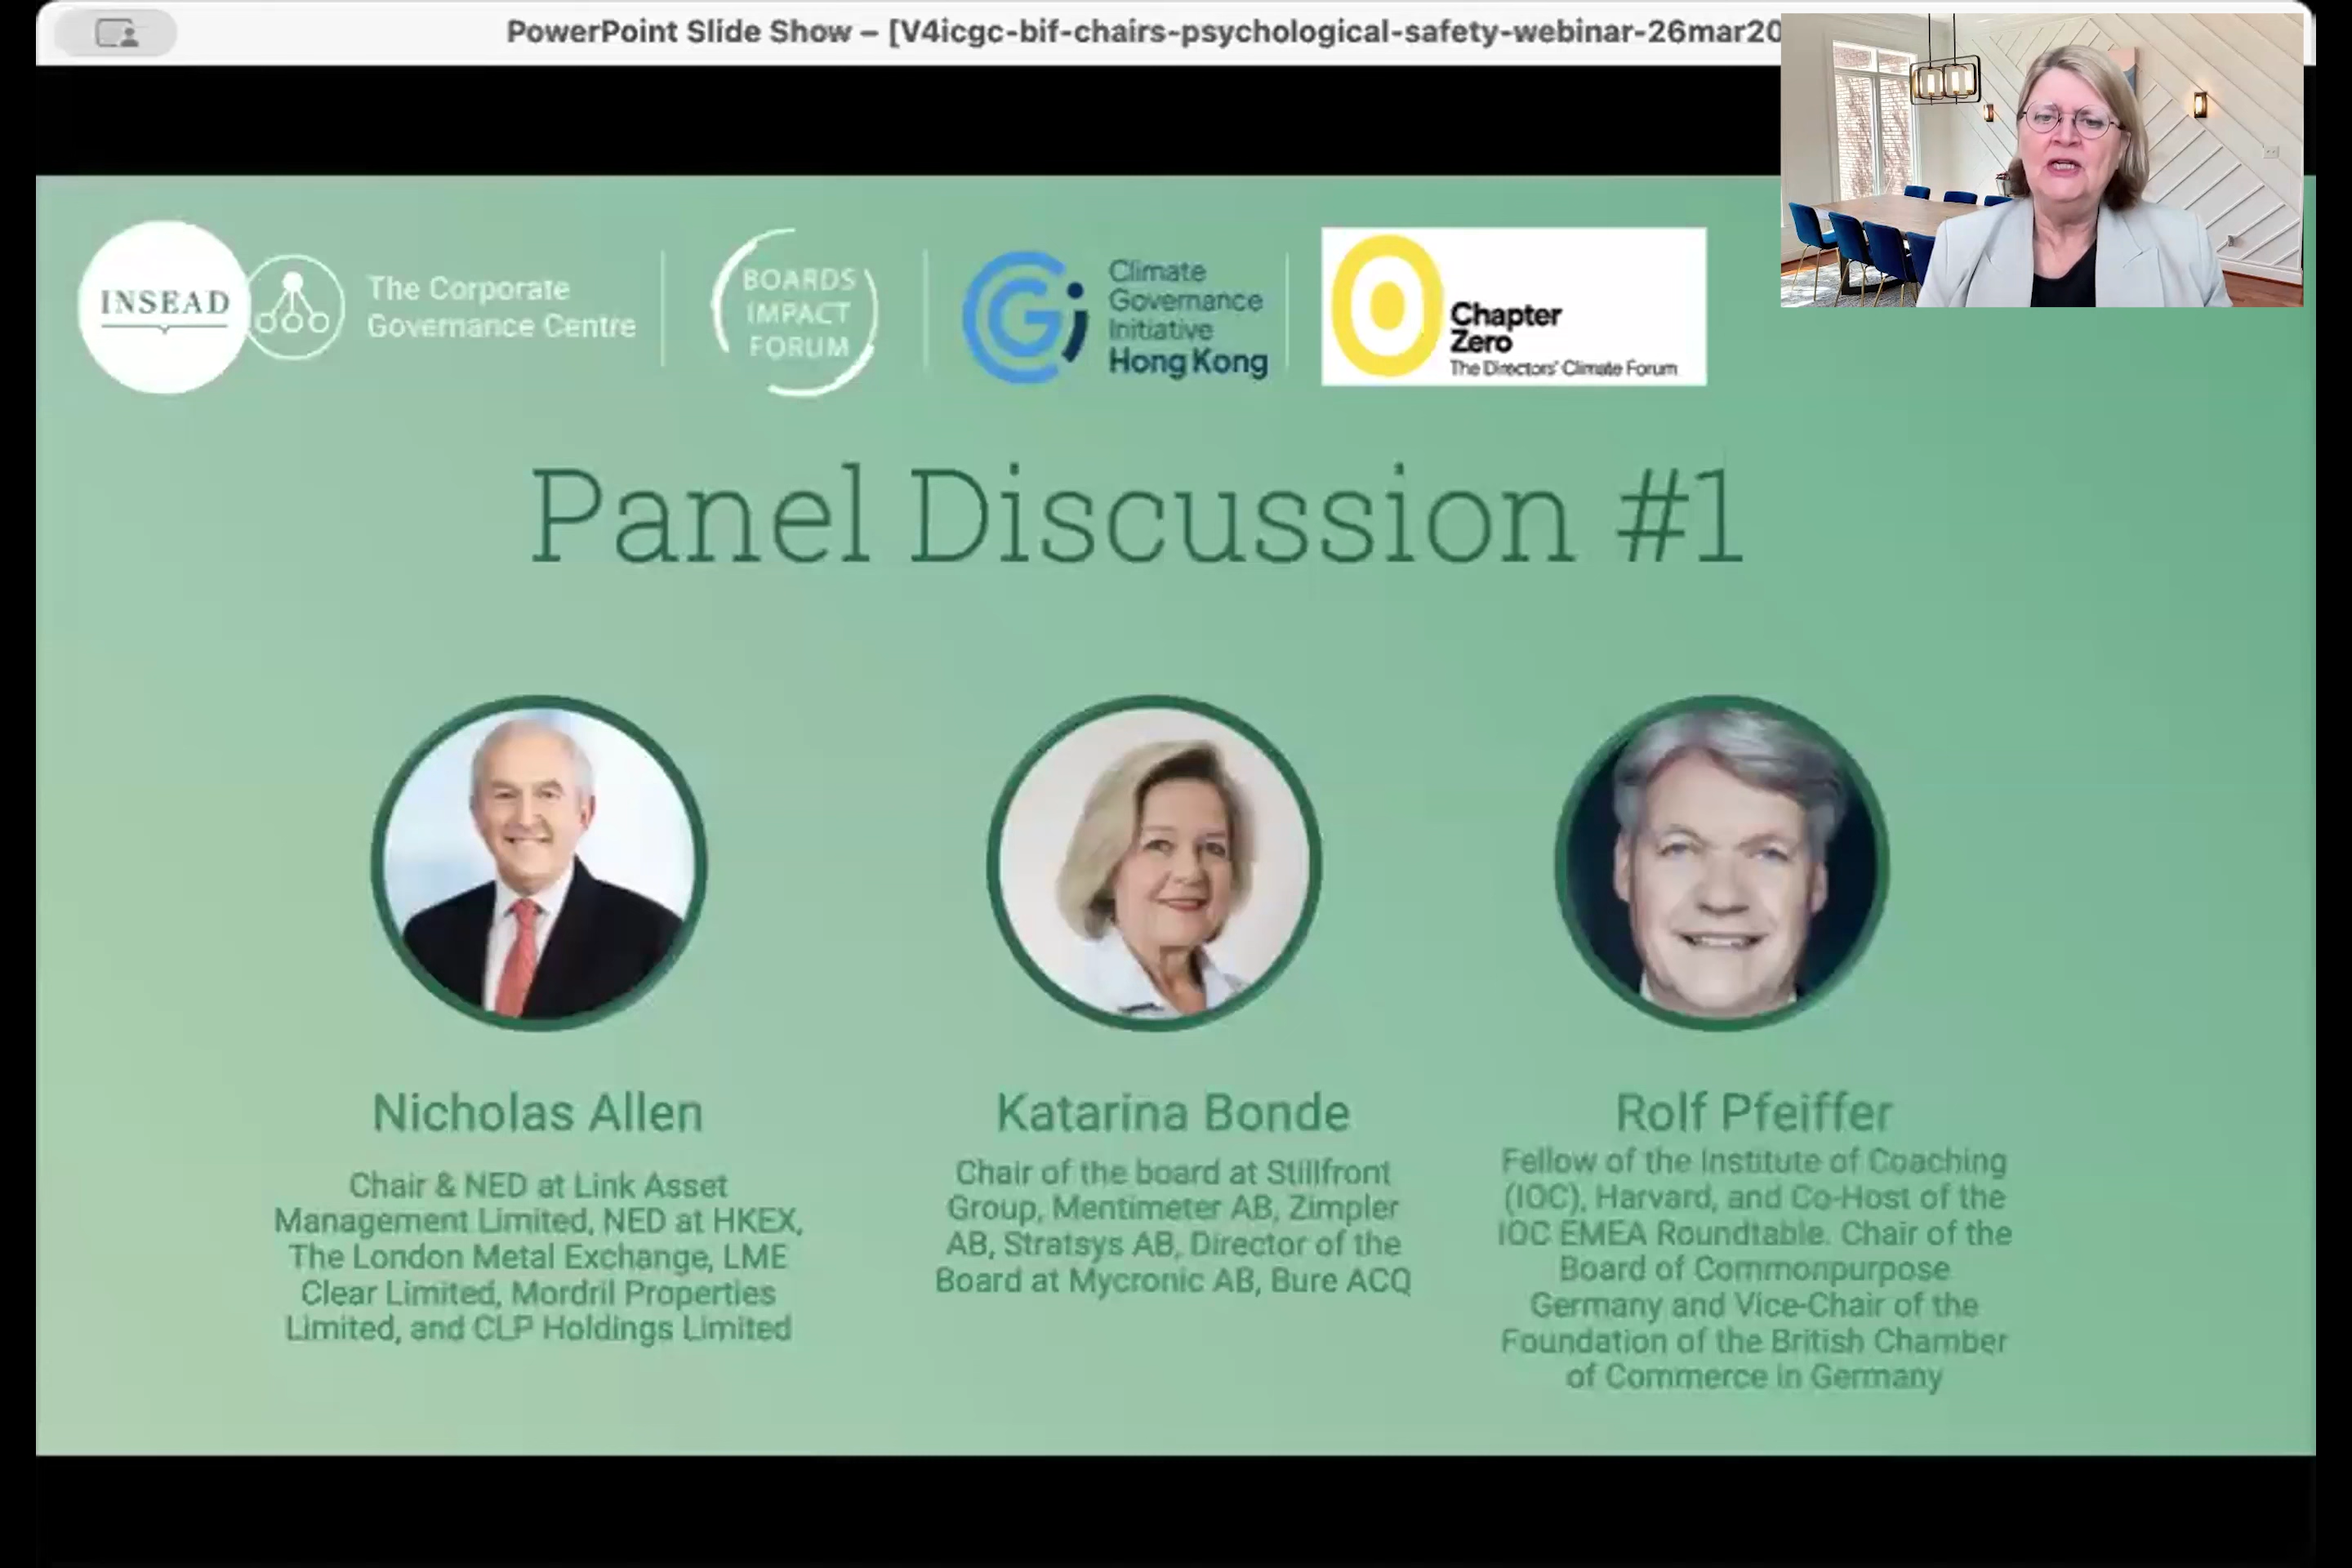 PowerPoint Slide Show – [V4icgc-bif-chairs-psychological-safety-webinar-26mar20
INSEAD
The Corporate
Governance Centre
BOARDS
IMPACT
FORUM
Climate
Governance
Initiative
Hong Kong
Chapter
Zero
The Directors' Climate Forum
Panel Discussion #1
Nicholas Allen
Chair & NED at Link Asset
Management Limited, NED at HKEX,
The London Metal Exchange, LME
Clear Limited, Mordril Properties
Limited, and CLP Holdings Limited
Katarina Bonde
Chair of the board at Stillfront
Group, Mentimeter AB, Zimpler
AB, Stratsys AB, Director of the
Board at Mycronic AB, Bure ACQ
Rolf Pfeiffer
Fellow of the Institute of Coaching
(IOC), Harvard, and Co-Host of the
IOC EMEA Roundtable. Chair of the
Board of Commonpurpose
Germany and Vice-Chair of the
Foundation of the British Chamber
of Commerce in Germany